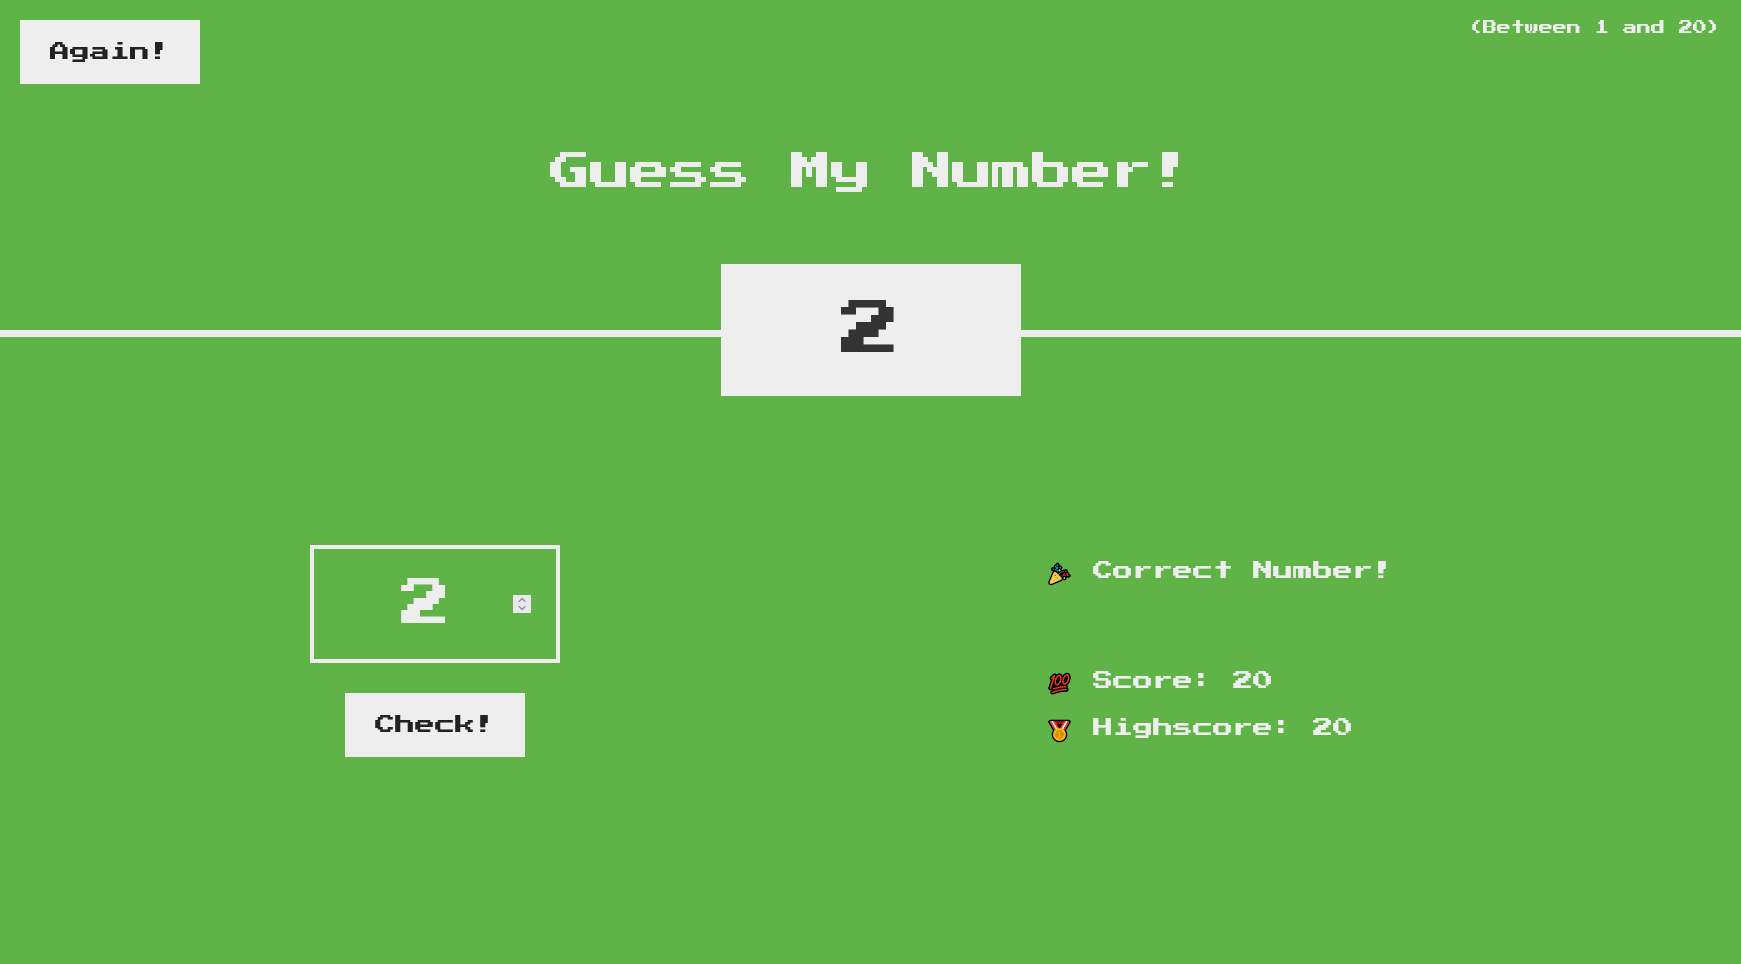 Again!
(Between 1 and 20)
Guess My Number!
2
2
Check!
🎉 Correct Number!
💯 Score: 20
🥇 Highscore: 20